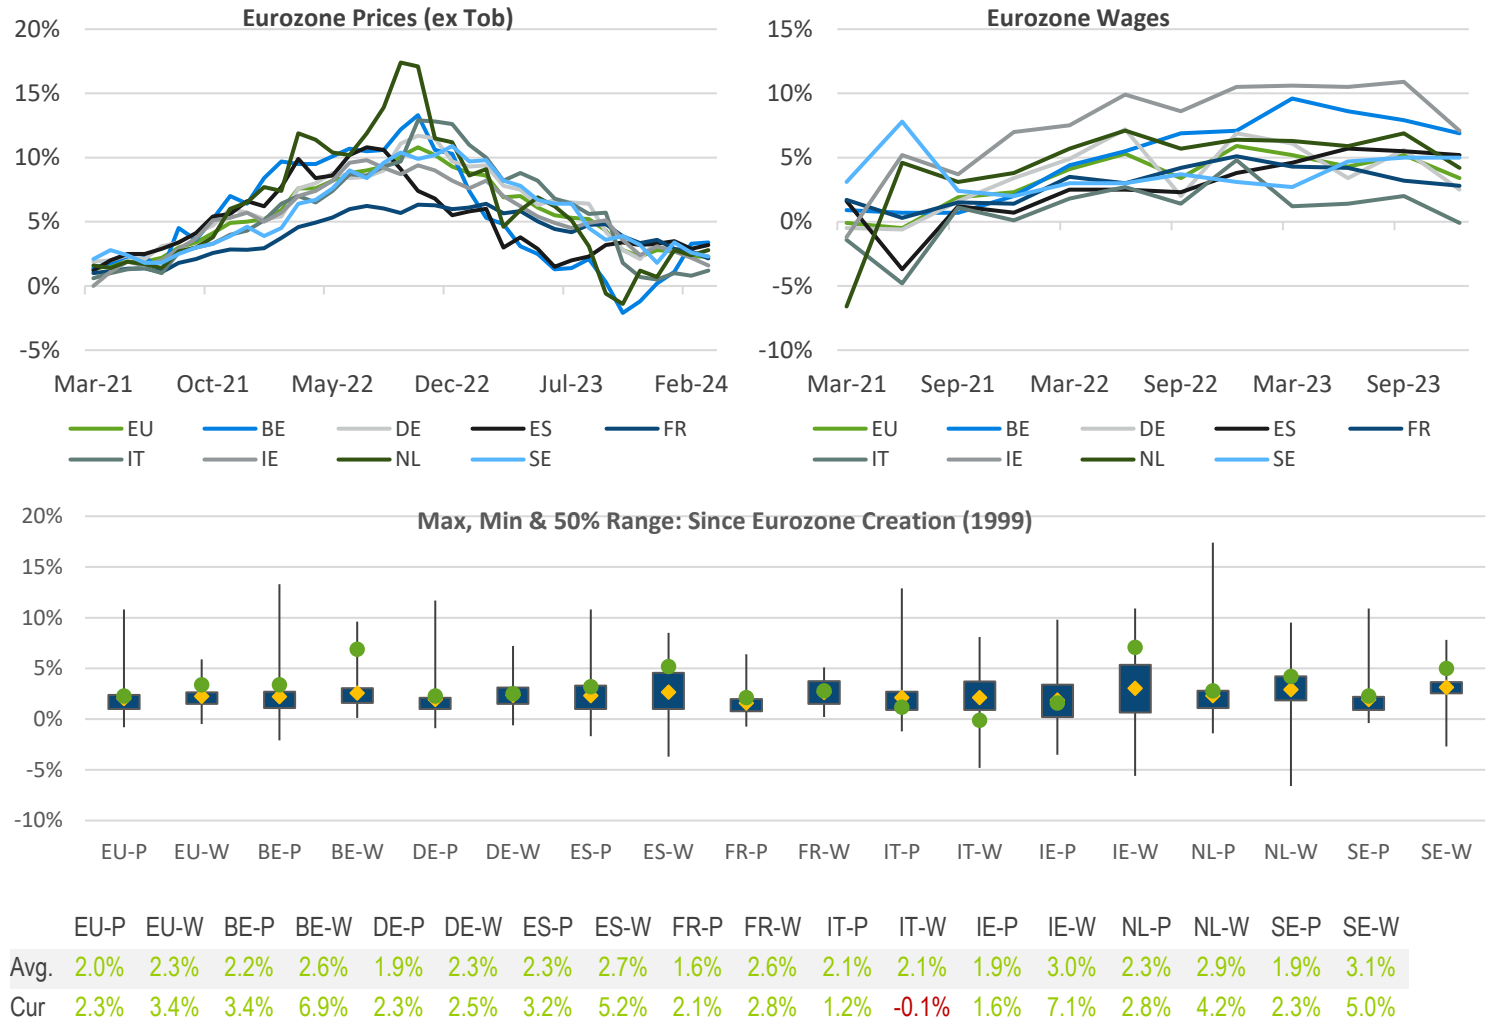 Eurozone Prices (ex Tob)
20%
15%
10%
5%
0%
-5%
Mar-21 Oct-21 May-22 Dec-22 Jul-23 Feb-24
EU BE DE ES FR
IT IE NL SE
Eurozone Wages
15%
10%
5%
0%
-5%
-10%
Mar-21 Sep-21 Mar-22 Sep-22 Mar-23 Sep-23
EU BE DE ES FR
IT IE NL SE
Max, Min & 50% Range: Since Eurozone Creation (1999)
20%
15%
10%
5%
0%
-5%
-10%
EU-P EU-W BE-P BE-W DE-P DE-W ES-P ES-W FR-P FR-W IT-P IT-W IE-P IE-W NL-P NL-W SE-P SE-W
EU-P EU-W BE-P BE-W DE-P DE-W ES-P ES-W FR-P FR-W IT-P IT-W IE-P IE-W NL-P NL-W SE-P SE-W
Avg. 2.0% 2.3% 2.2% 2.6% 1.9% 2.3% 2.3% 2.7% 1.6% 2.6% 2.1% 2.1% 1.9% 3.0% 2.3% 2.9% 1.9% 3.1%
Cur 2.3% 3.4% 3.4% 6.9% 2.3% 2.5% 3.2% 5.2% 2.1% 2.8% 1.2% -0.1% 1.6% 7.1% 2.8% 4.2% 2.3% 5.0%